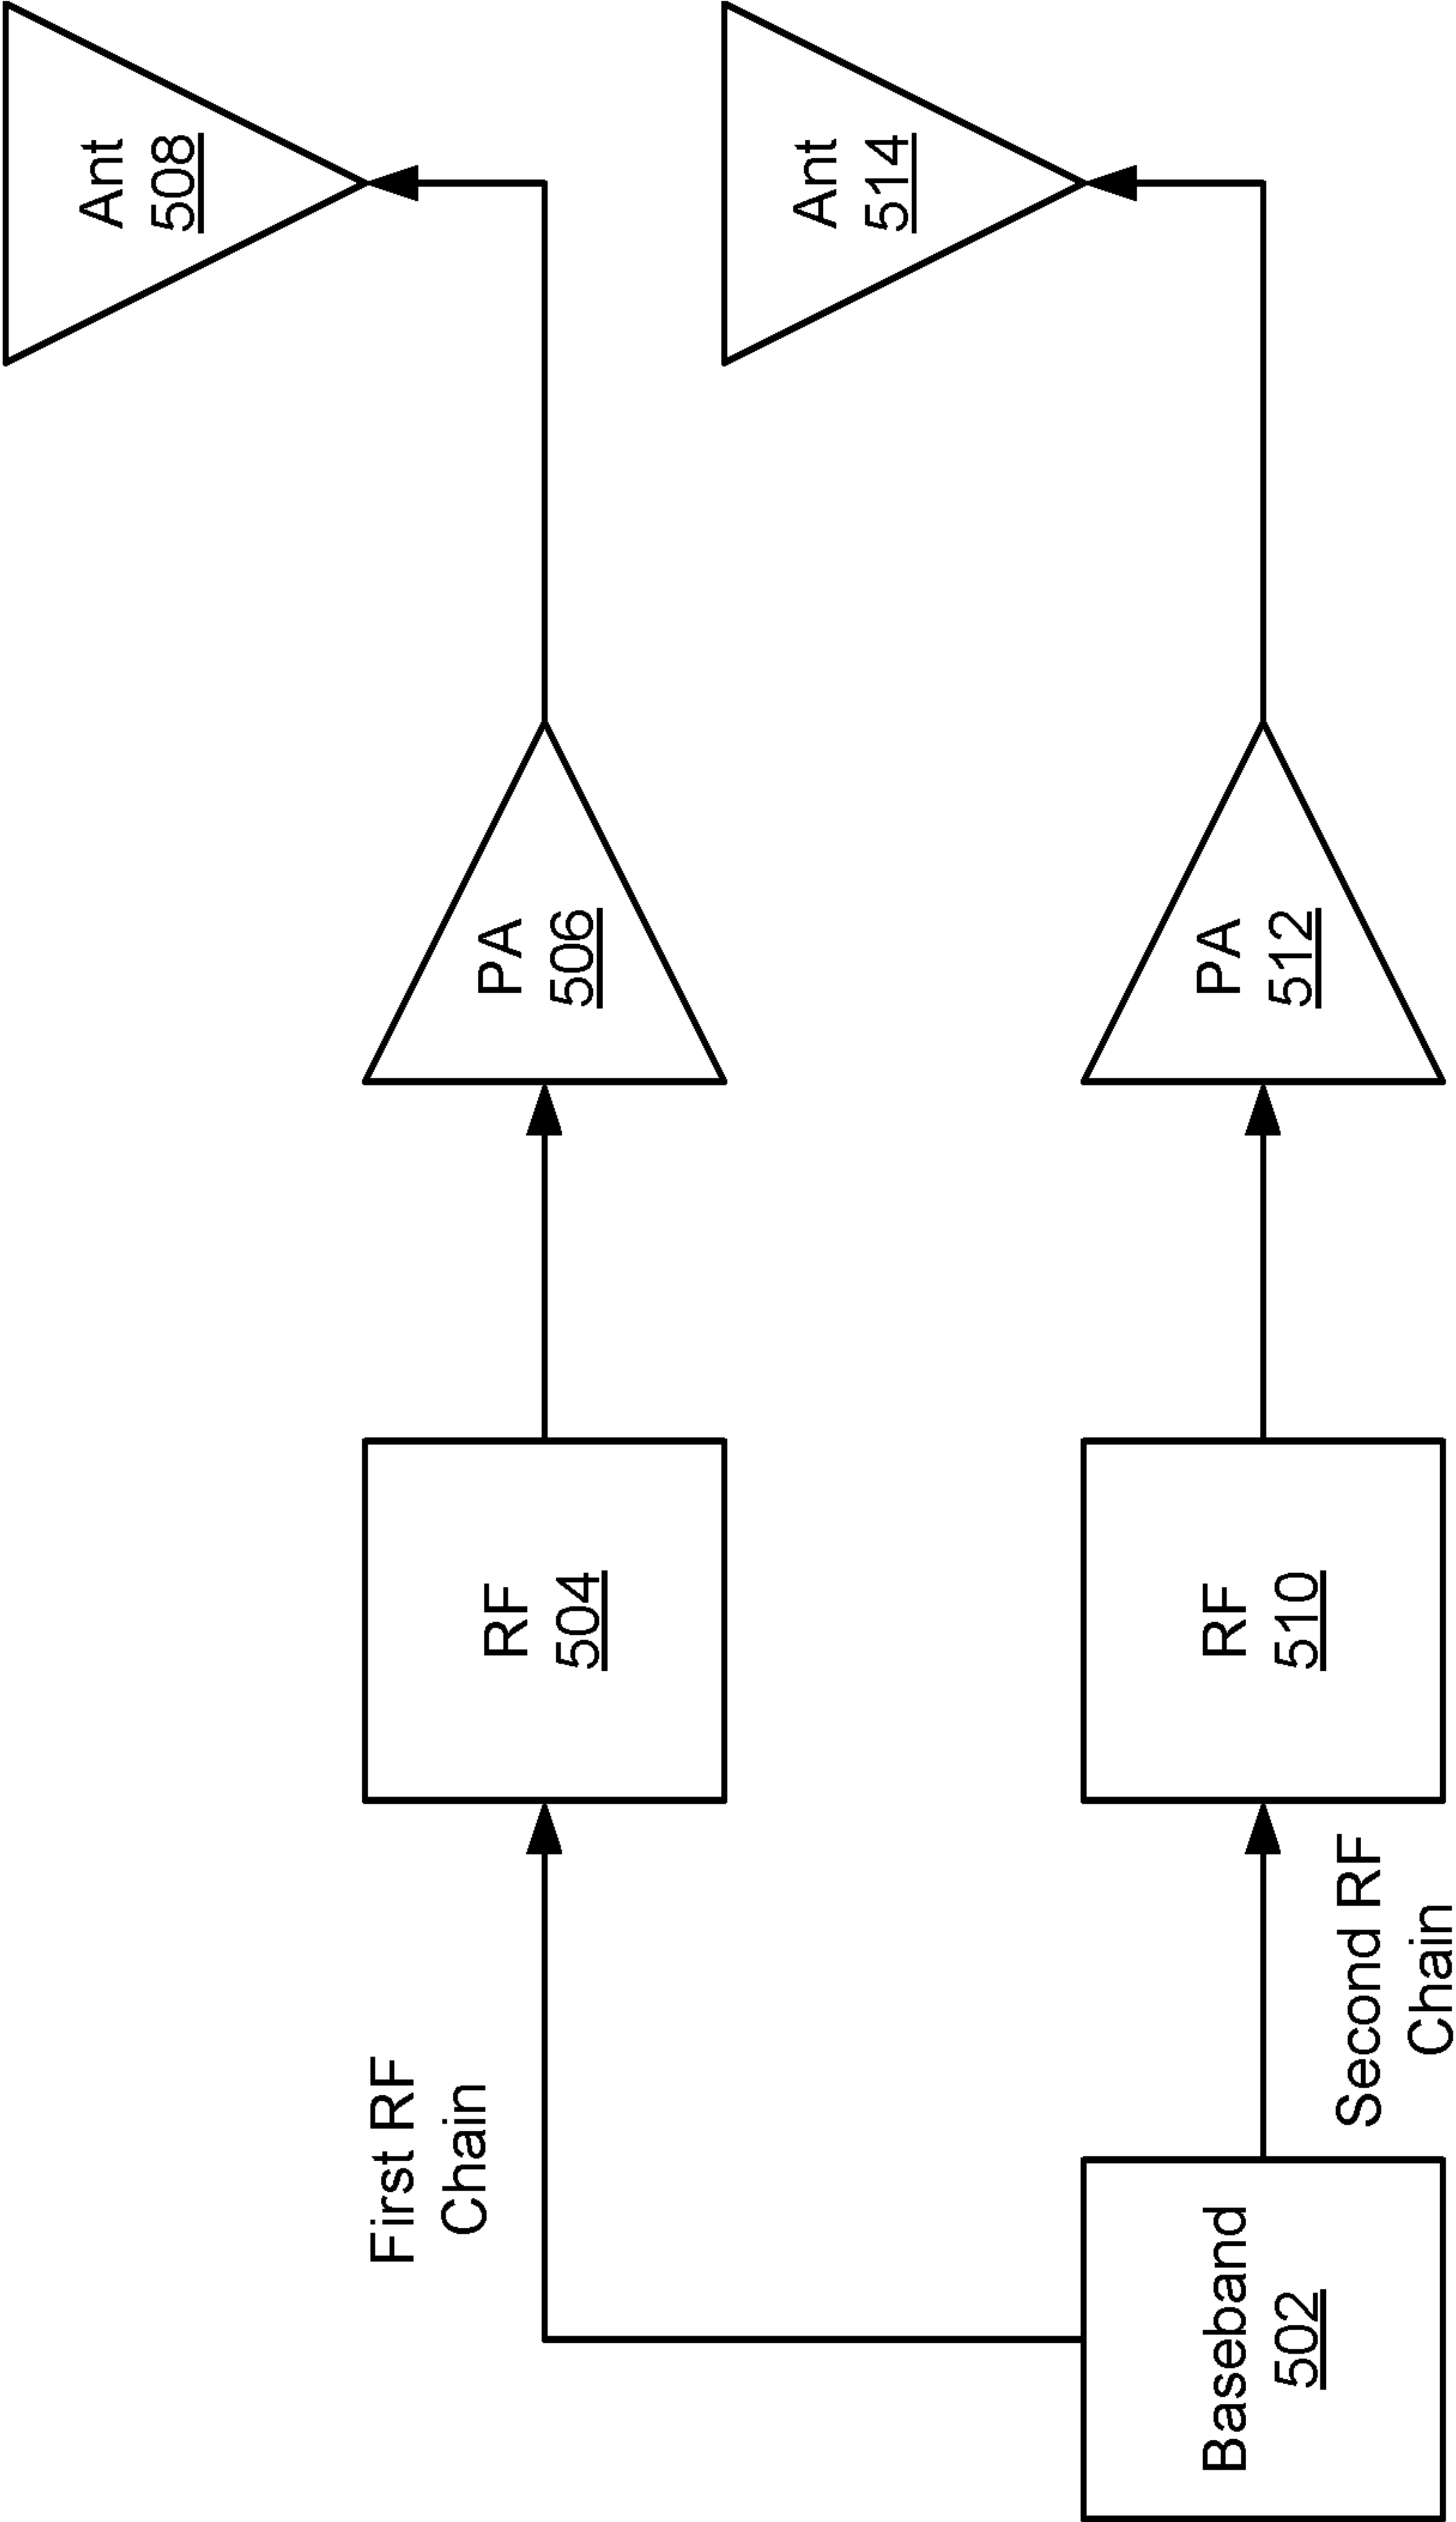 First RF
Chain
RF
504
PA
506
Ant
508
Baseband
502
Second RF
Chain
RF
510
PA
512
Ant
514